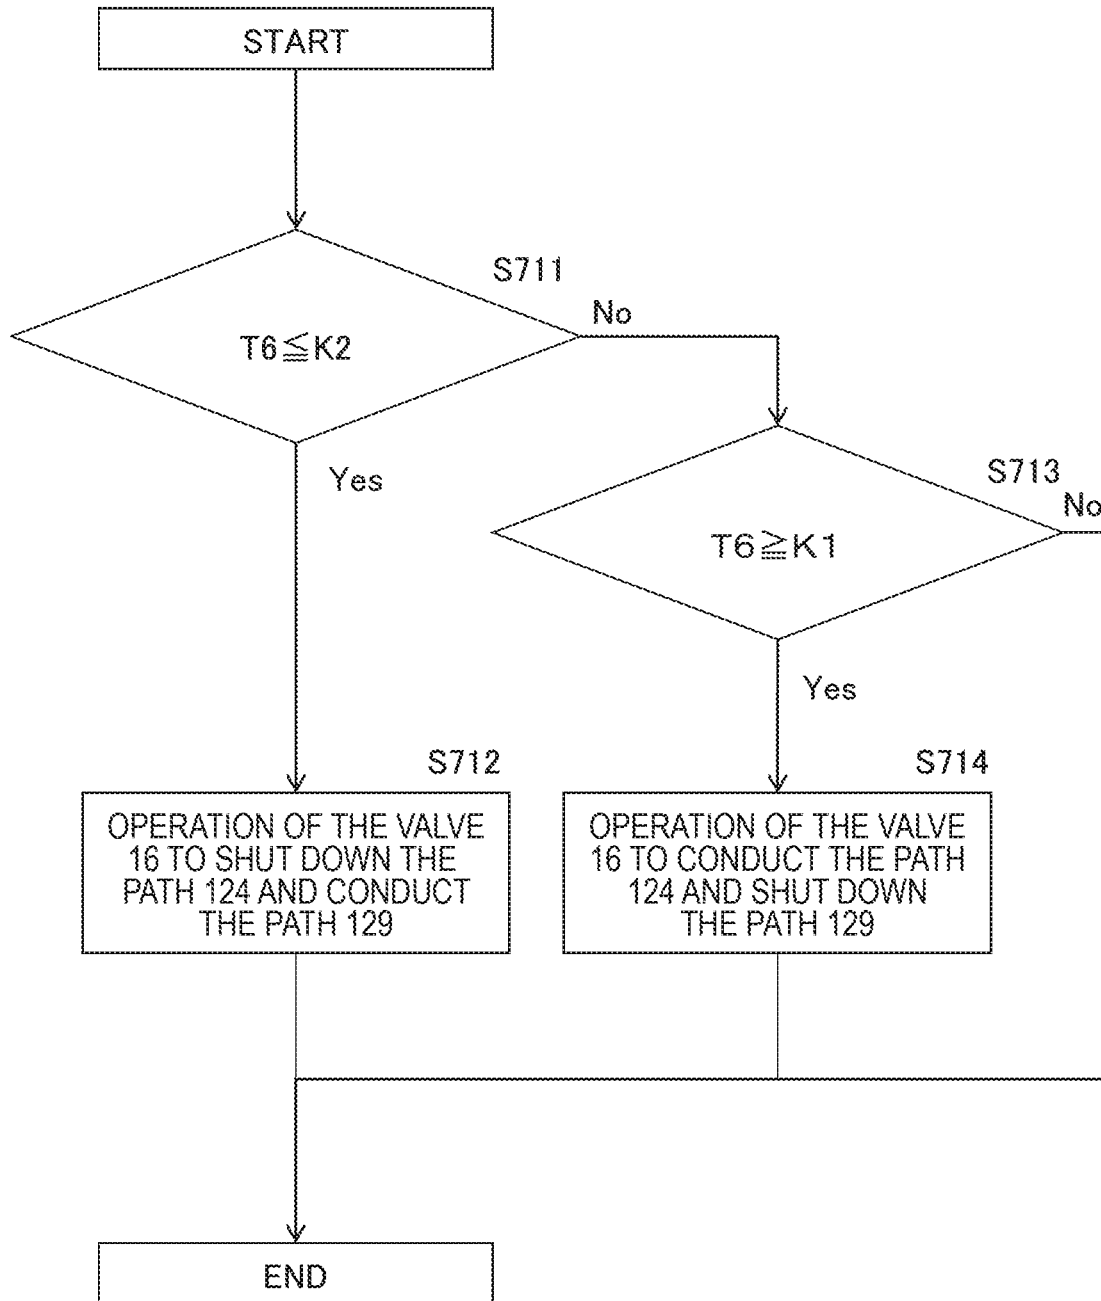 START
S711
T6≦K2
No
Yes
S713
No
T6≧K1
Yes
S712
OPERATION OF THE VALVE
16 TO SHUT DOWN THE
PATH 124 AND CONDUCT
THE PATH 129
S714
OPERATION OF THE VALVE
16 TO CONDUCT THE PATH
124 AND SHUT DOWN
THE PATH 129
END